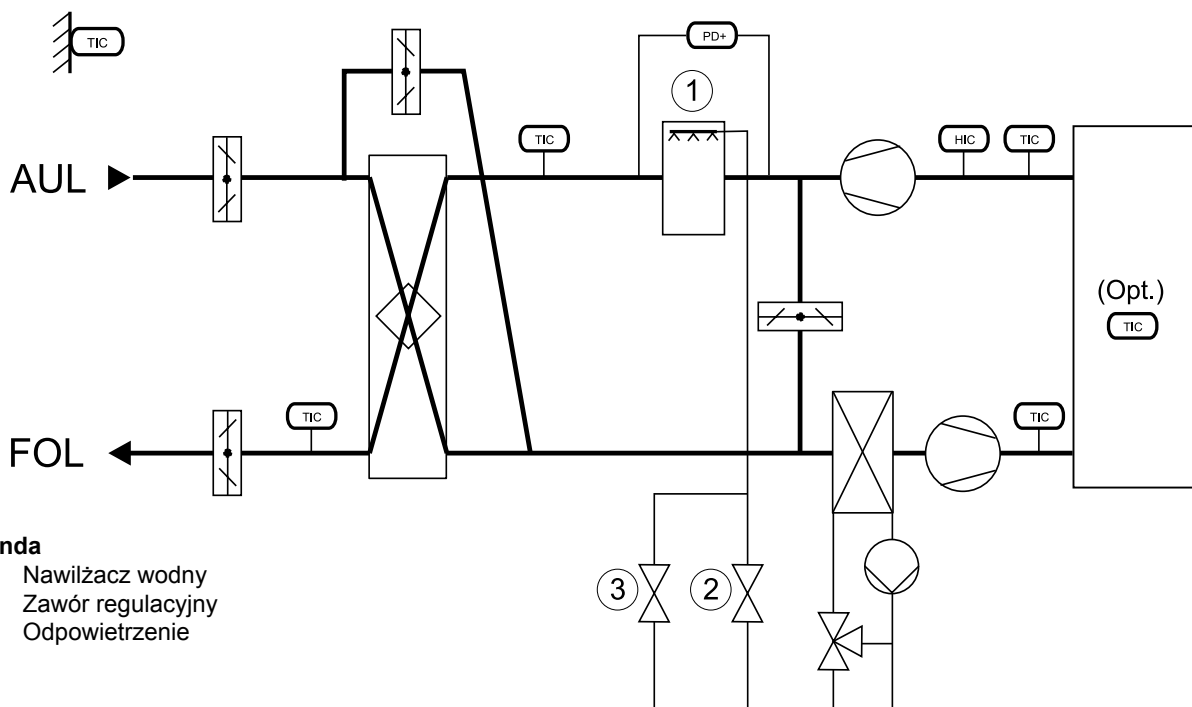 TIC
PD+
1
TIC
HIC
TIC
AUL
(Opt.)
TIC
TIC
TIC
FOL
nda
Nawilżacz wodny
Zawór regulacyjny
Odpowietrzenie
3
2